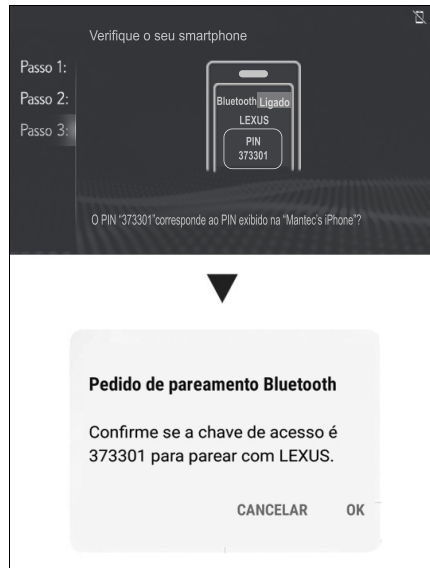 Verifique o seu smartphone
Passo 1:
Passo 2:
Passo 3:
Bluetooth Ligado
LEXUS
PIN
373301
O PIN "373301"corresponde ao PIN exibido na "Mantec's iPhone"?
Pedido de pareamento Bluetooth
Confirme se a chave de acesso é
373301 para parear com LEXUS.
CANCELAR OK